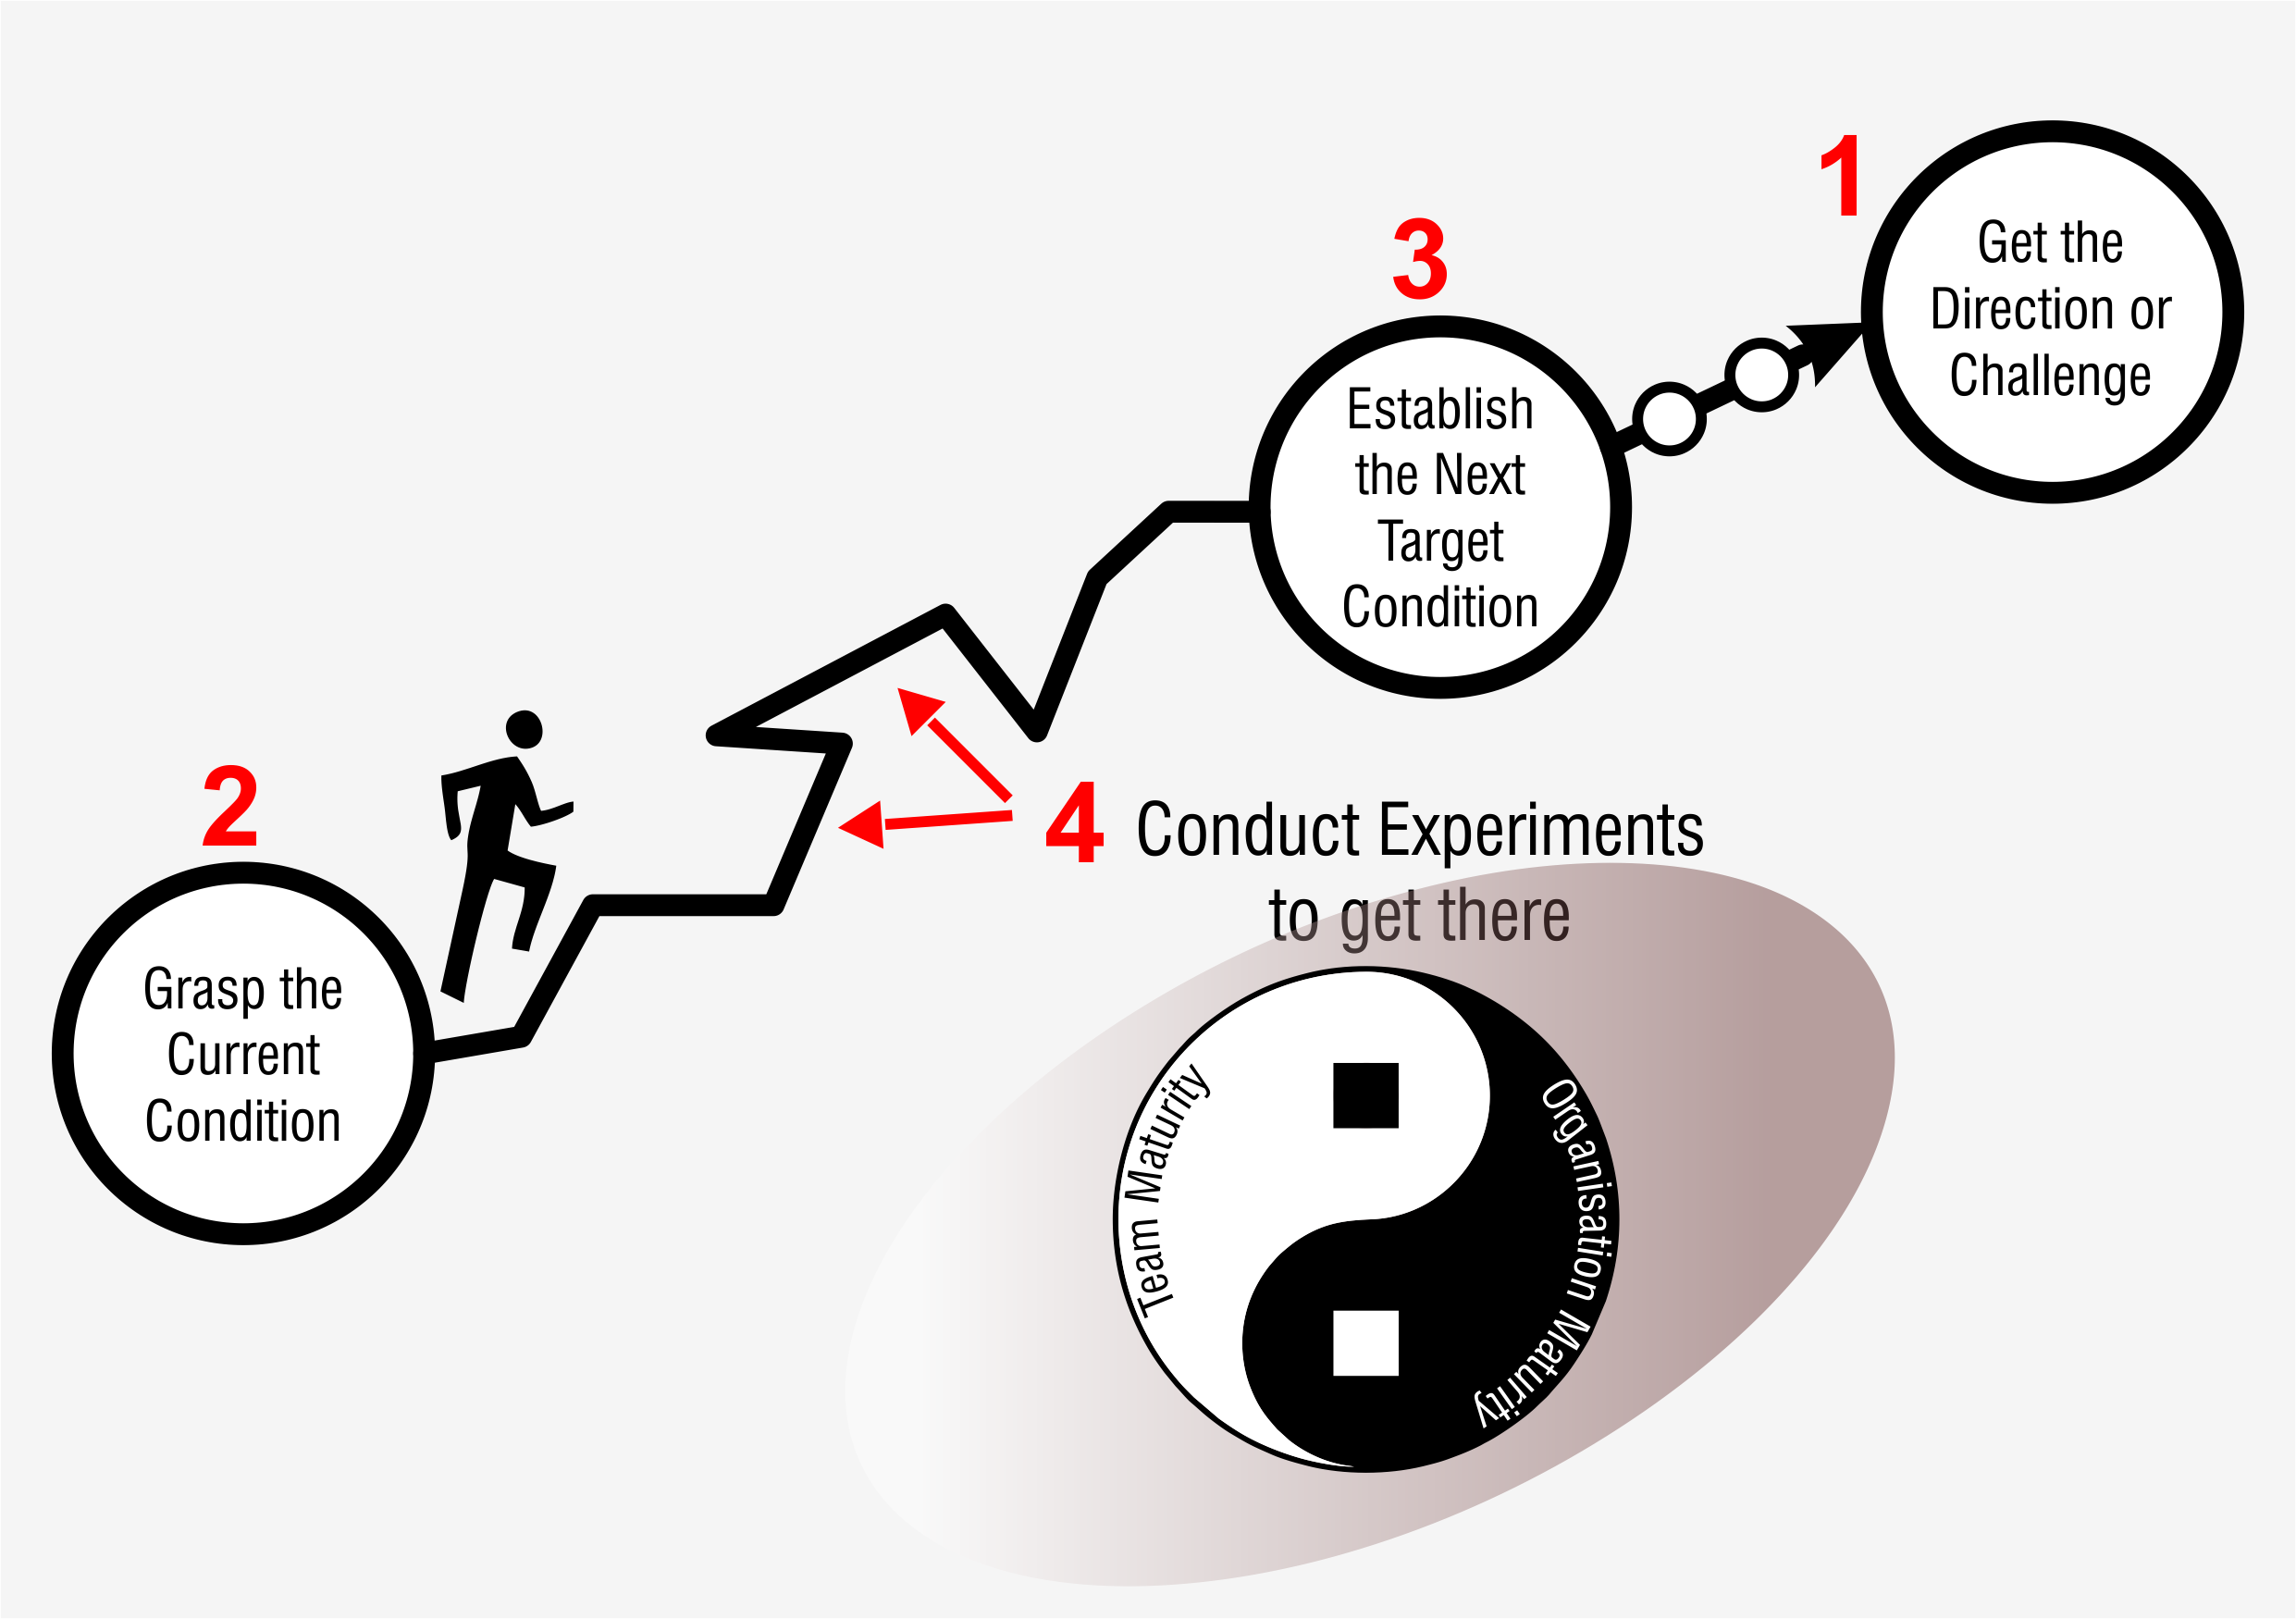 1
Get the
Direction or
Challenge
3
Establish
the Next
Target
Condition
2
Grasp the
Current
Condition
4 Conduct Experiments
to get there
Team Maturity
Organisation Maturity